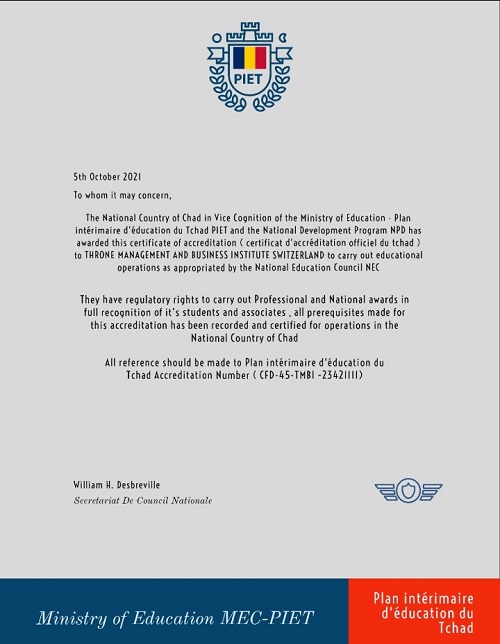 PIET
5th October 2021
To whom it may concern,
The National Country of Chad in Vice Cognition of the Ministry of Education - Plan
intérimaire d'éducation du Tchad PIET and the National Development Program NPD has
awarded this certificate of accreditation ( certificat d'accréditation officiel du tchad )
to THRONE MANAGEMENT AND BUSINESS INSTITUTE SWITZERLAND to carry out educational
operations as appropriated by the National Education Council NEC
They have regulatory rights to carry out Professional and National awards in
full recognition of it's students and associates , all prerequisites made for
this accreditation has been recorded and certified for operations in the
National Country of Chad
All reference should be made to Plan intérimaire d'éducation du
Tchad Accreditation Number ( CFD-45-TMBI -23421111)
William H. Desbreville
Secretariat De Council Nationale
Ministry of Education MEC-PIET
Plan intérimaire
d'éducation du
Tchad